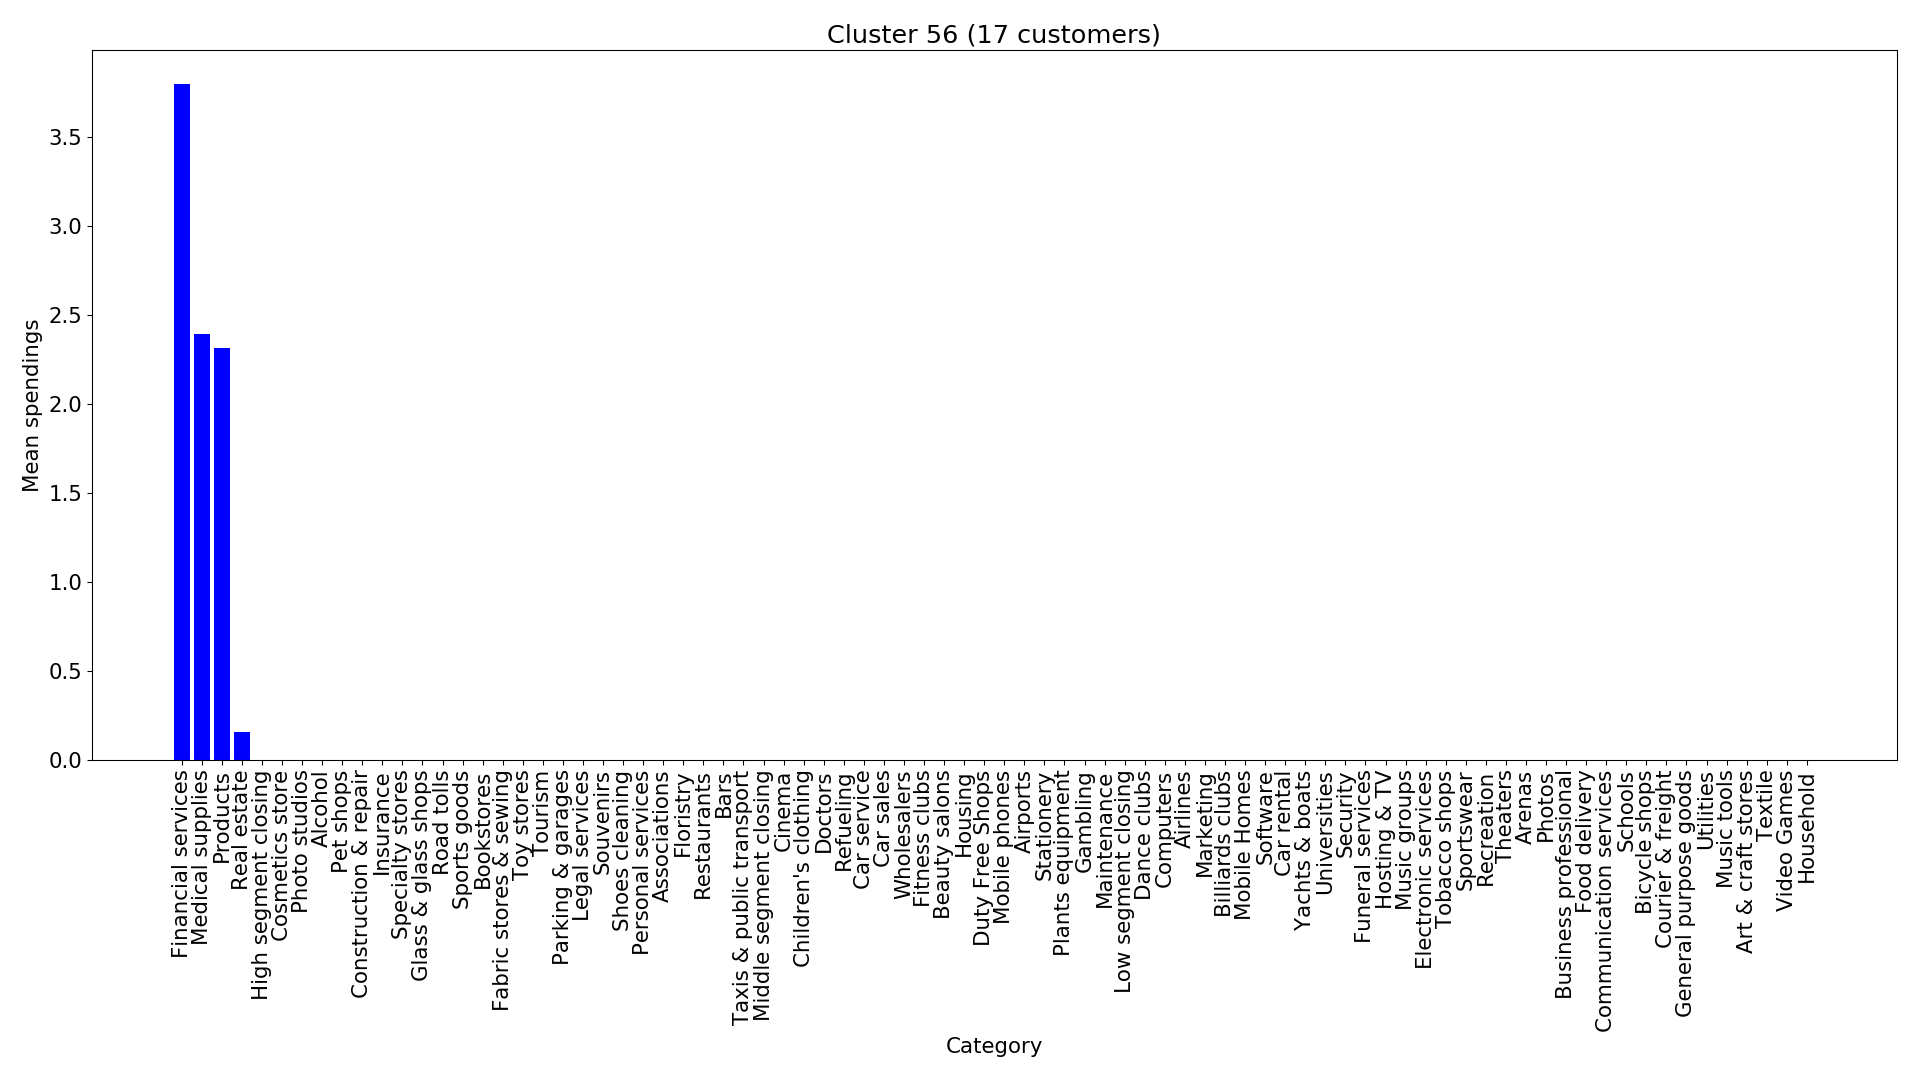 Cluster 56 (17 customers)
Mean spendings
3.5
3.0
2.5
2.0
1.5
1.0
0.5
0.0
Financial services
Medical supplies
Products
Real estate
High segment closing
Cosmetics store
Photo studios
Alcohol
Pet shops
Construction & repair
Insurance
Specialty stores
Glass & glass shops
Road tolls
Sports goods
Bookstores
Fabric stores & sewing
Toy stores
Tourism
Parking & garages
Legal services
Souvenirs
Shoes cleaning
Personal services
Associations
Floristry
Restaurants
Bars
Taxis & public transport
Middle segment closing
Cinema
Children's clothing
Doctors
Refueling
Car service
Car sales
Wholesalers
Fitness clubs
Beauty salons
Housing
Duty Free Shops
Mobile phones
Airports
Stationery
Plants equipment
Gambling
Maintenance
Low segment closing
Dance clubs
Computers
Airlines
Marketing
Billiards clubs
Mobile Homes
Software
Car rental
Yachts & boats
Universities
Security
Funeral services
Hosting & TV
Music groups
Electronic services
Tobacco shops
Sportswear
Recreation
Theaters
Arenas
Photos
Business professional
Food delivery
Communication services
Schools
Bicycle shops
Courier & freight
General purpose goods
Utilities
Music tools
Art & craft stores
Textile
Video Games
Household
Category